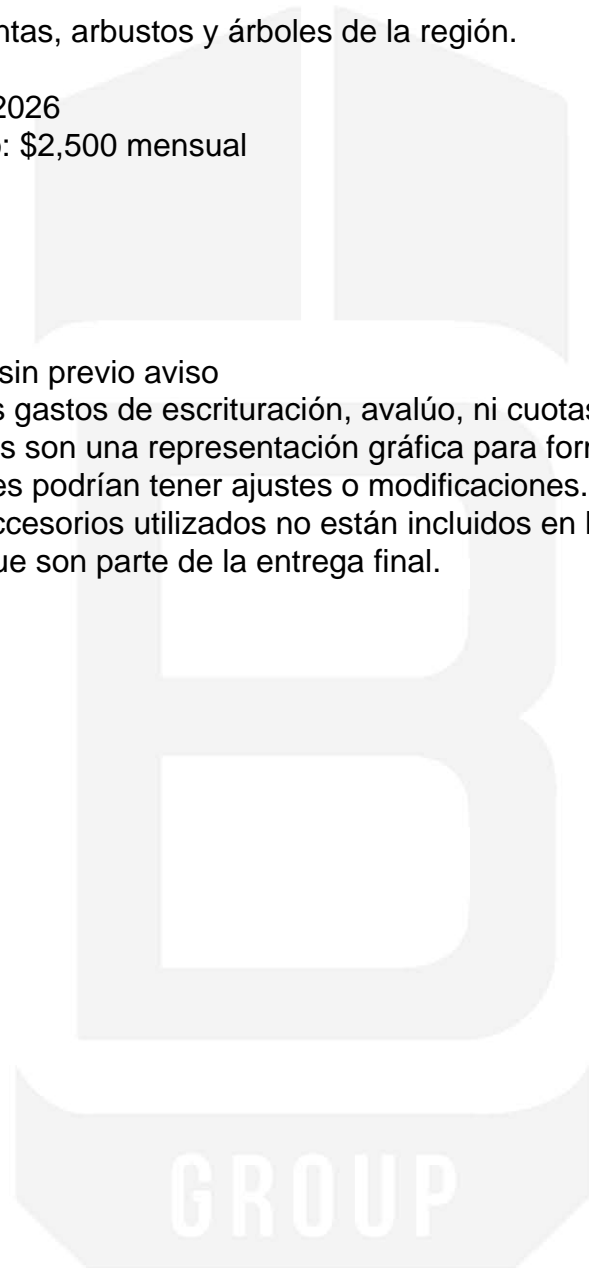 ntas, arbustos y árboles de la región.
2026
: $2,500 mensual
sin previo aviso
gastos de escrituración, avalúo, ni cuotas
s son una representación gráfica para
es podrían tener ajustes o modificaciones.
ccesorios utilizados no están incluidos en
ue son parte de la entrega final.
GROUP